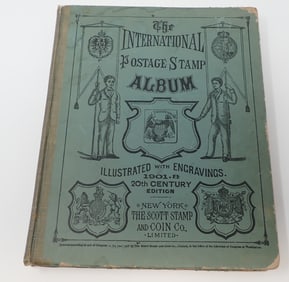 The
INTERNATIONAL
POSTAGE STAMP
ALBUM
ILLUSTRATED WITH ENGRAVINGS.
1901.B
20TH CENTURY
EDITION
NEW YORK
THE SCOTT STAMP
AND COIN CO.
LIMITED